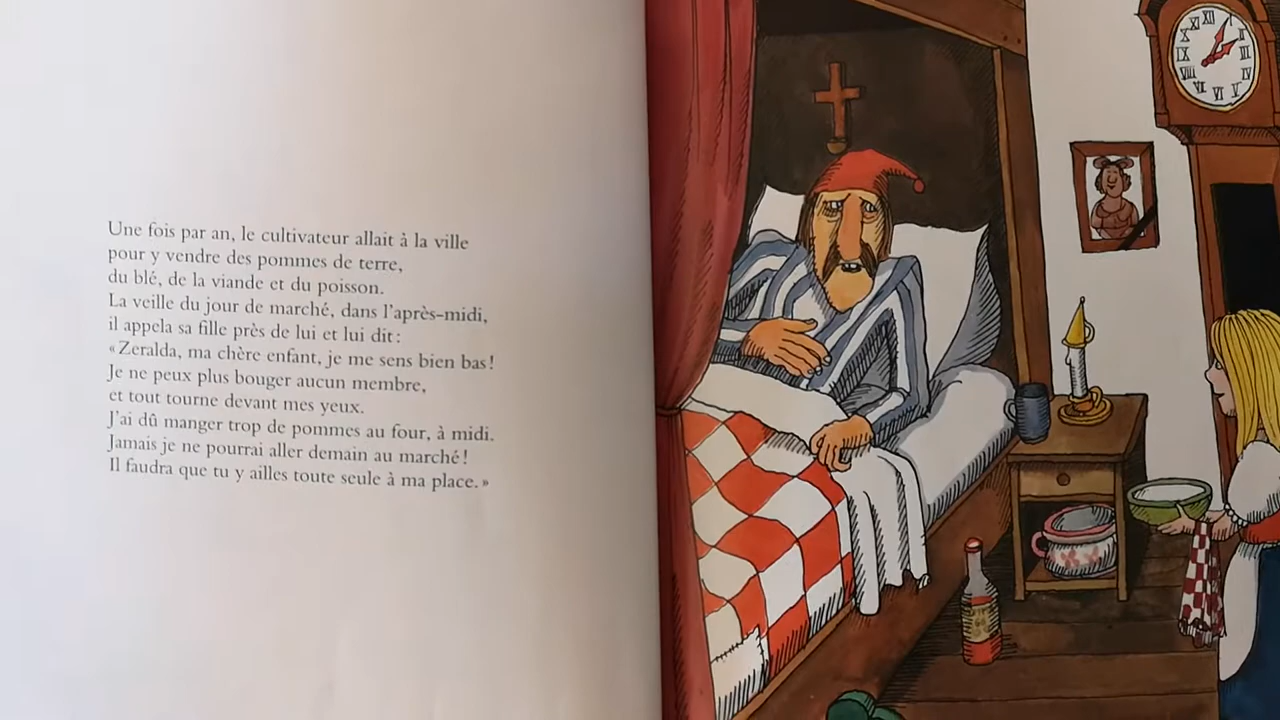 Une fois par an, le cultivateur allait à la ville
pour y vendre des pommes de terre,
du blé, de la viande et du poisson.
La veille du jour de marché, dans l'après-midi,
il appela sa fille près de lui et lui dit :
« Zeralda, ma chère enfant, je me sens bien bas !
Je ne peux plus bouger aucun membre,
et tout tourne devant mes yeux.
J'ai dû manger trop de pommes au four, à midi.
Jamais je ne pourrai aller demain au marché !
Il faudra que tu y ailles toute seule à ma place. »